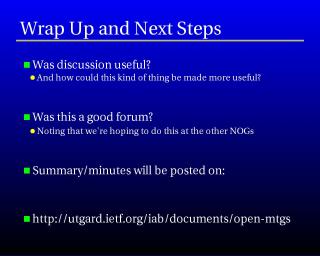 Wrap Up and Next Steps
Was discussion useful?
And how could this kind of thing be made more useful?
Was this a good forum?
Noting that we're hoping to do this at the other NOGs
Summary/minutes will be posted on:
http://utgard.ietf.org/iab/documents/open-mtgs